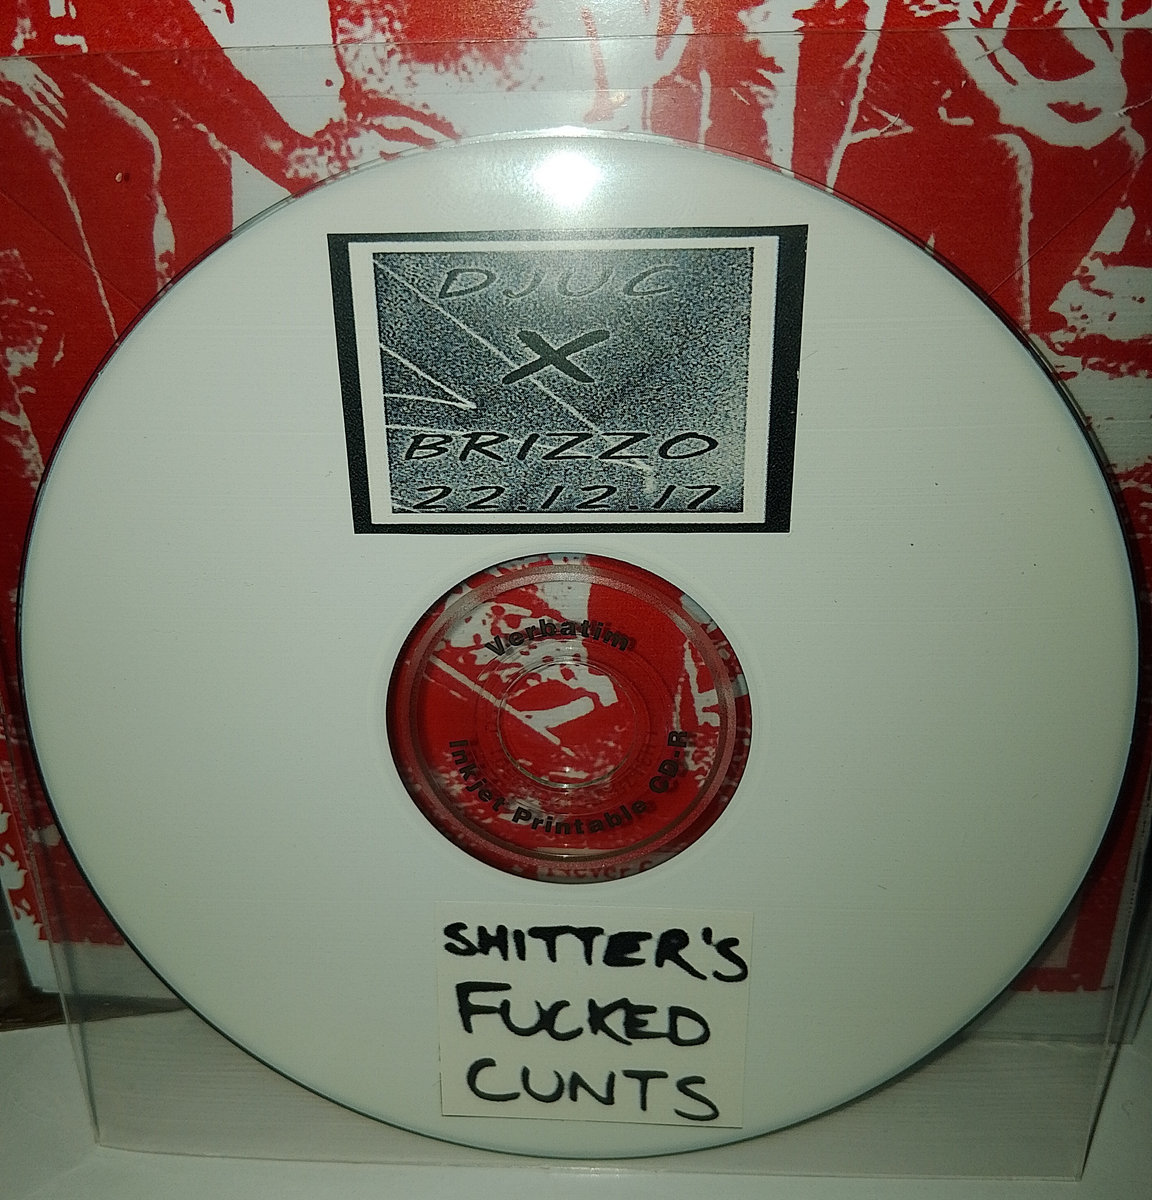 DJUC
X
BRIZZO
22.12.17
Verbatim
Inkjet Printable CD-R
SHITTER'S
FUCKED
CUNTS